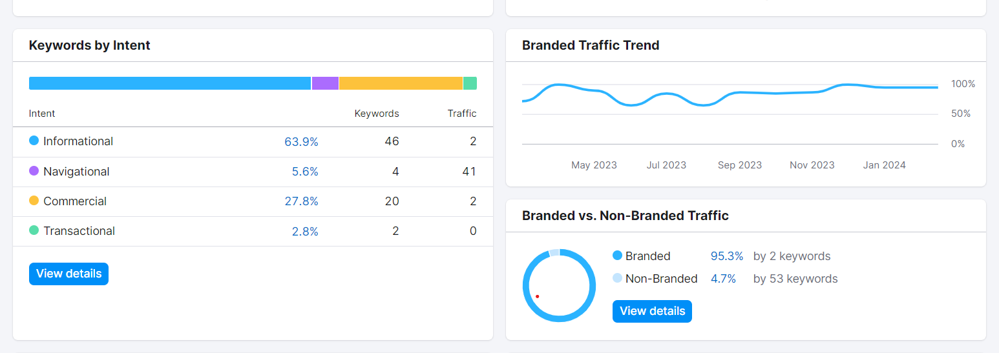 Keywords by Intent
Intent Keywords Traffic
Informational 63.9% 46 2
Navigational 5.6% 4 41
Commercial 27.8% 20 2
Transactional 2.8% 2 0
View details
Branded Traffic Trend
100%
50%
0%
May 2023 Jul 2023 Sep 2023 Nov 2023 Jan 2024
Branded vs. Non-Branded Traffic
Branded 95.3% by 2 keywords
Non-Branded 4.7% by 53 keywords
View details